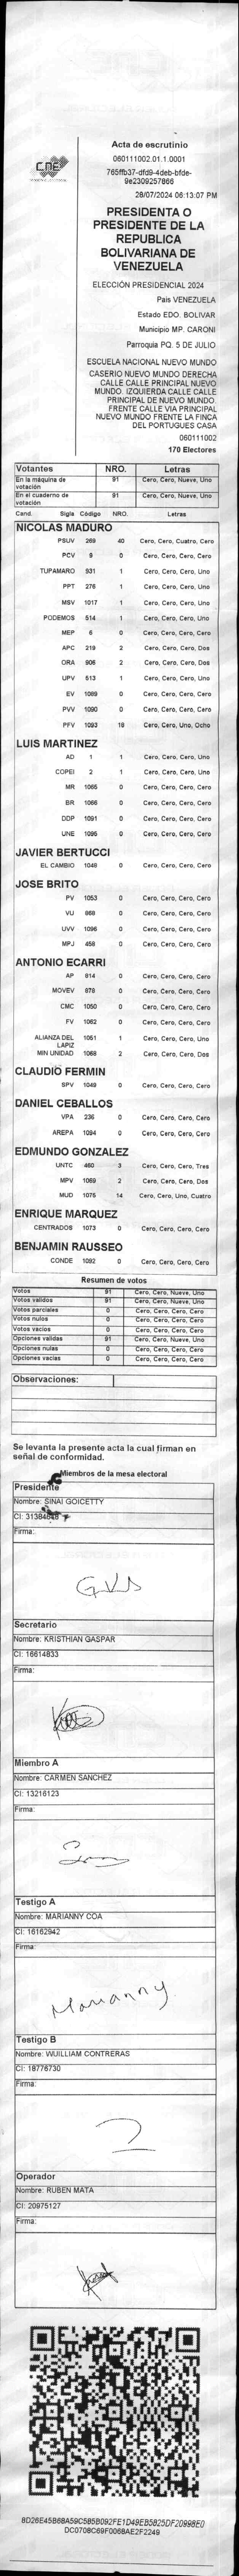 CNE
Acta de escrutinio
060111002.01.1.0001
765ffb37-dfd9-4deb-bfde-
9e2309257866
28/07/2024 06:13:07 PM
PRESIDENTA O
PRESIDENTE DE LA
REPUBLICA
BOLIVARIANA DE
VENEZUELA
ELECCIÓN PRESIDENCIAL 2024
Pais VENEZUELA
Estado EDO. BOLIVAR
Municipio MP. CARONI
Parroquia PQ. 5 DE JULIO
ESCUELA NACIONAL NUEVO MUNDO
CASERIO NUEVO MUNDO DERECHA
CALLE CALLE PRINCIPAL NUEVO
MUNDO. IZQUIERDA CALLE CALLE
PRINCIPAL DE NUEVO MUNDO.
FRENTE CALLE VIA PRINCIPAL
NUEVO MUNDO FRENTE LA FINCA
DEL PORTUGUES CASA
060111002
170 Electores
Votantes NRO. Letras
En la máquina de votación 91 Cero, Cero, Nueve, Uno
En el cuaderno de votación 91 Cero, Cero, Nueve, Uno
Cand. Sigla Código NRO. Letras
NICOLAS MADURO
PSUV 269 40 Cero, Cero, Cuatro, Cero
PCV 9 0 Cero, Cero, Cero, Cero
TUPAMARO 931 1 Cero, Cero, Cero, Uno
PPT 276 1 Cero, Cero, Cero, Uno
MSV 1017 1 Cero, Cero, Cero, Uno
PODEMOS 514 1 Cero, Cero, Cero, Uno
MEP 6 0 Cero, Cero, Cero, Cero
APC 219 2 Cero, Cero, Cero, Dos
ORA 906 2 Cero, Cero, Cero, Dos
UPV 513 1 Cero, Cero, Cero, Uno
EV 1089 0 Cero, Cero, Cero, Cero
PVV 1090 0 Cero, Cero, Cero, Cero
PFV 1093 18 Cero, Cero, Uno, Ocho
LUIS MARTINEZ
AD 1 1 Cero, Cero, Cero, Uno
COPEI 2 1 Cero, Cero, Cero, Uno
MR 1065 0 Cero, Cero, Cero, Cero
BR 1066 0 Cero, Cero, Cero, Cero
DDP 1091 0 Cero, Cero, Cero, Cero
UNE 1095 0 Cero, Cero, Cero, Cero
JAVIER BERTUCCI
EL CAMBIO 1048 0 Cero, Cero, Cero, Cero
JOSE BRITO
PV 1053 0 Cero, Cero, Cero, Cero
VU 868 0 Cero, Cero, Cero, Cero
UVV 1096 0 Cero, Cero, Cero, Cero
MPJ 458 0 Cero, Cero, Cero, Cero
ANTONIO ECARRI
AP 814 0 Cero, Cero, Cero, Cero
MOVEV 879 0 Cero, Cero, Cero, Cero
CMC 1050 0 Cero, Cero, Cero, Cero
FV 1062 0 Cero, Cero, Cero, Cero
ALIANZA DEL LAPIZ 1051 1 Cero, Cero, Cero, Uno
MIN UNIDAD 1068 2 Cero, Cero, Cero, Dos
CLAUDIO FERMIN
SPV 1049 0 Cero, Cero, Cero, Cero
DANIEL CEBALLOS
VPA 236 0 Cero, Cero, Cero, Cero
AREPA 1094 0 Cero, Cero, Cero, Cero
EDMUNDO GONZALEZ
UNTC 460 3 Cero, Cero, Cero, Tres
MPV 1069 2 Cero, Cero, Cero, Dos
MUD 1075 14 Cero, Cero, Uno, Cuatro
ENRIQUE MARQUEZ
CENTRADOS 1073 0 Cero, Cero, Cero, Cero
BENJAMIN RAUSSEO
CONDE 1092 0 Cero, Cero, Cero, Cero
Resumen de votos
Votos 91 Cero, Cero, Nueve, Uno
Votos validos 91 Cero, Cero, Nueve, Uno
Votos parciales 0 Cero, Cero, Cero, Cero
Votos nulos 0 Cero, Cero, Cero, Cero
Votos vacios 0 Cero, Cero, Cero, Cero
Opciones validas 91 Cero, Cero, Nueve, Uno
Opciones nulas 0 Cero, Cero, Cero, Cero
Opciones vacias 0 Cero, Cero, Cero, Cero
Observaciones:
Se levanta la presente acta la cual firman en
señal de conformidad.
Miembros de la mesa electoral
Presidente
Nombre: SINAI GOICETTY
CI: 31384646
Firma:
GVS
Secretario
Nombre: KRISTHIAN GASPAR
CI: 16614833
Firma:
Miembro A
Nombre: CARMEN SANCHEZ
CI: 13216123
Firma:
Testigo A
Nombre: MARIANNY COA
CI: 16162942
Firma:
Marianny
Testigo B
Nombre: WUILLIAM CONTRERAS
CI: 18776730
Firma:
Operador
Nombre: RUBEN MATA
CI: 20975127
Firma:
8D26E45B6BA59C5B5B092FE1D49EB5B25DF20998E0
DC0708C69F0068AE2F2249